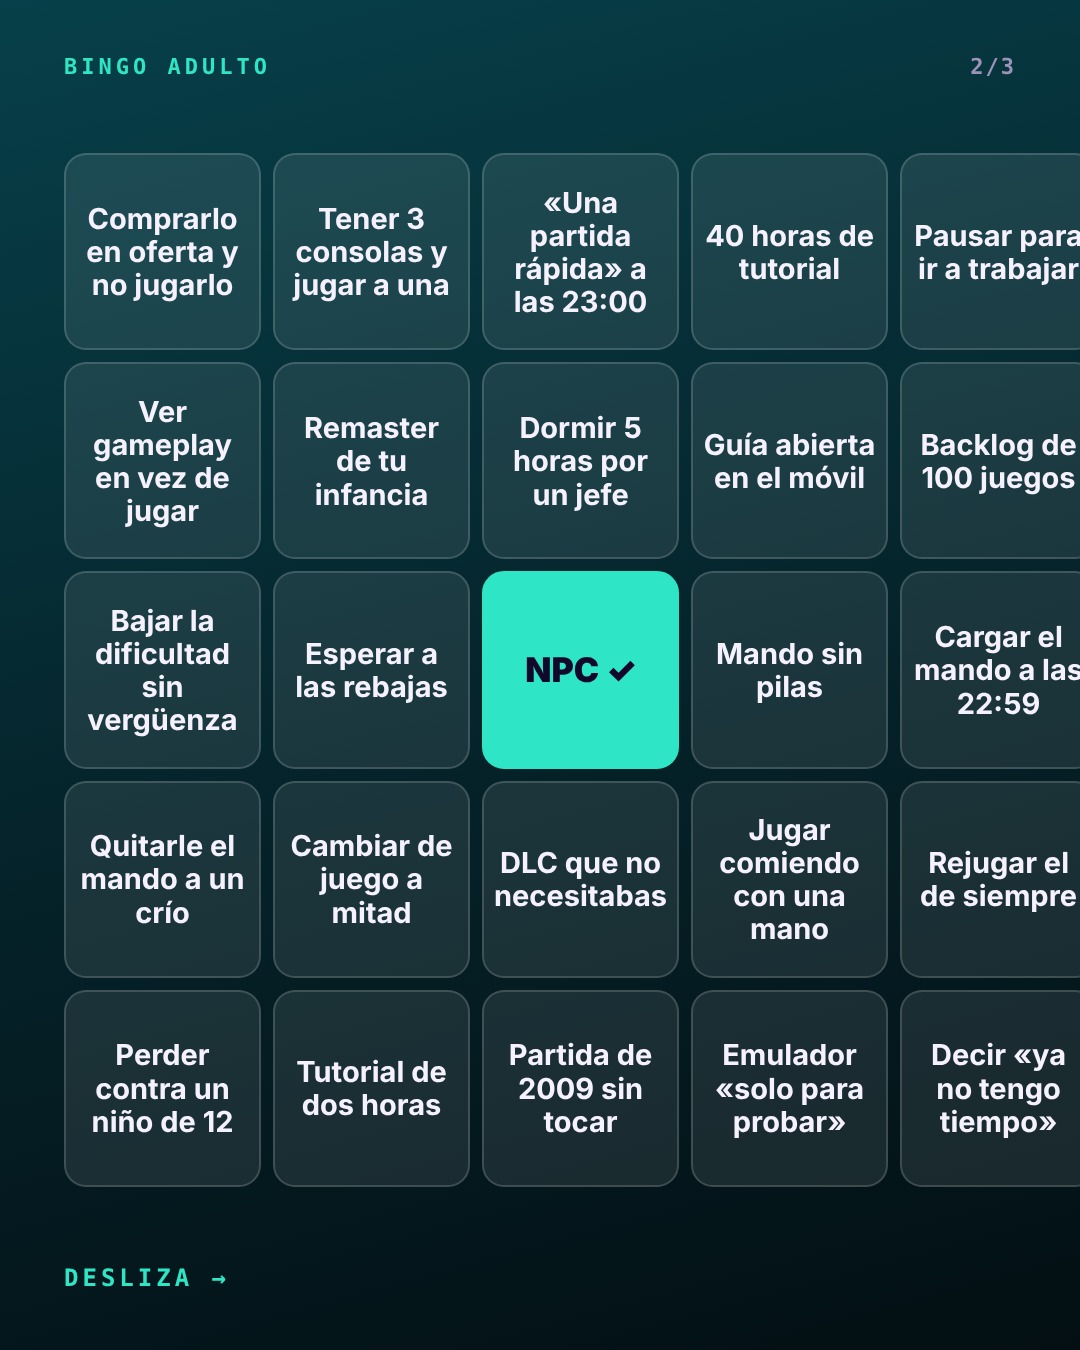 BINGO ADULTO
2/3
Comprarlo
en oferta y
no jugarlo
Tener 3
consolas y
jugar a una
«Una
partida
rápida» a
las 23:00
40 horas de
tutorial
Pausar para
ir a trabajar
Ver
gameplay
en vez de
jugar
Remaster
de tu
infancia
Dormir 5
horas por
un jefe
Guía abierta
en el móvil
Backlog de
100 juegos
Bajar la
dificultad
sin
vergüenza
Esperar a
las rebajas
NPC ✓
Mando sin
pilas
Cargar el
mando a las
22:59
Quitarle el
mando a un
crío
Cambiar de
juego a
mitad
DLC que no
necesitabas
Jugar
comiendo
con una
mano
Rejugar el
de siempre
Perder
contra un
niño de 12
Tutorial de
dos horas
Partida de
2009 sin
tocar
Emulador
«solo para
probar»
Decir «ya
no tengo
tiempo»
DESLIZA →